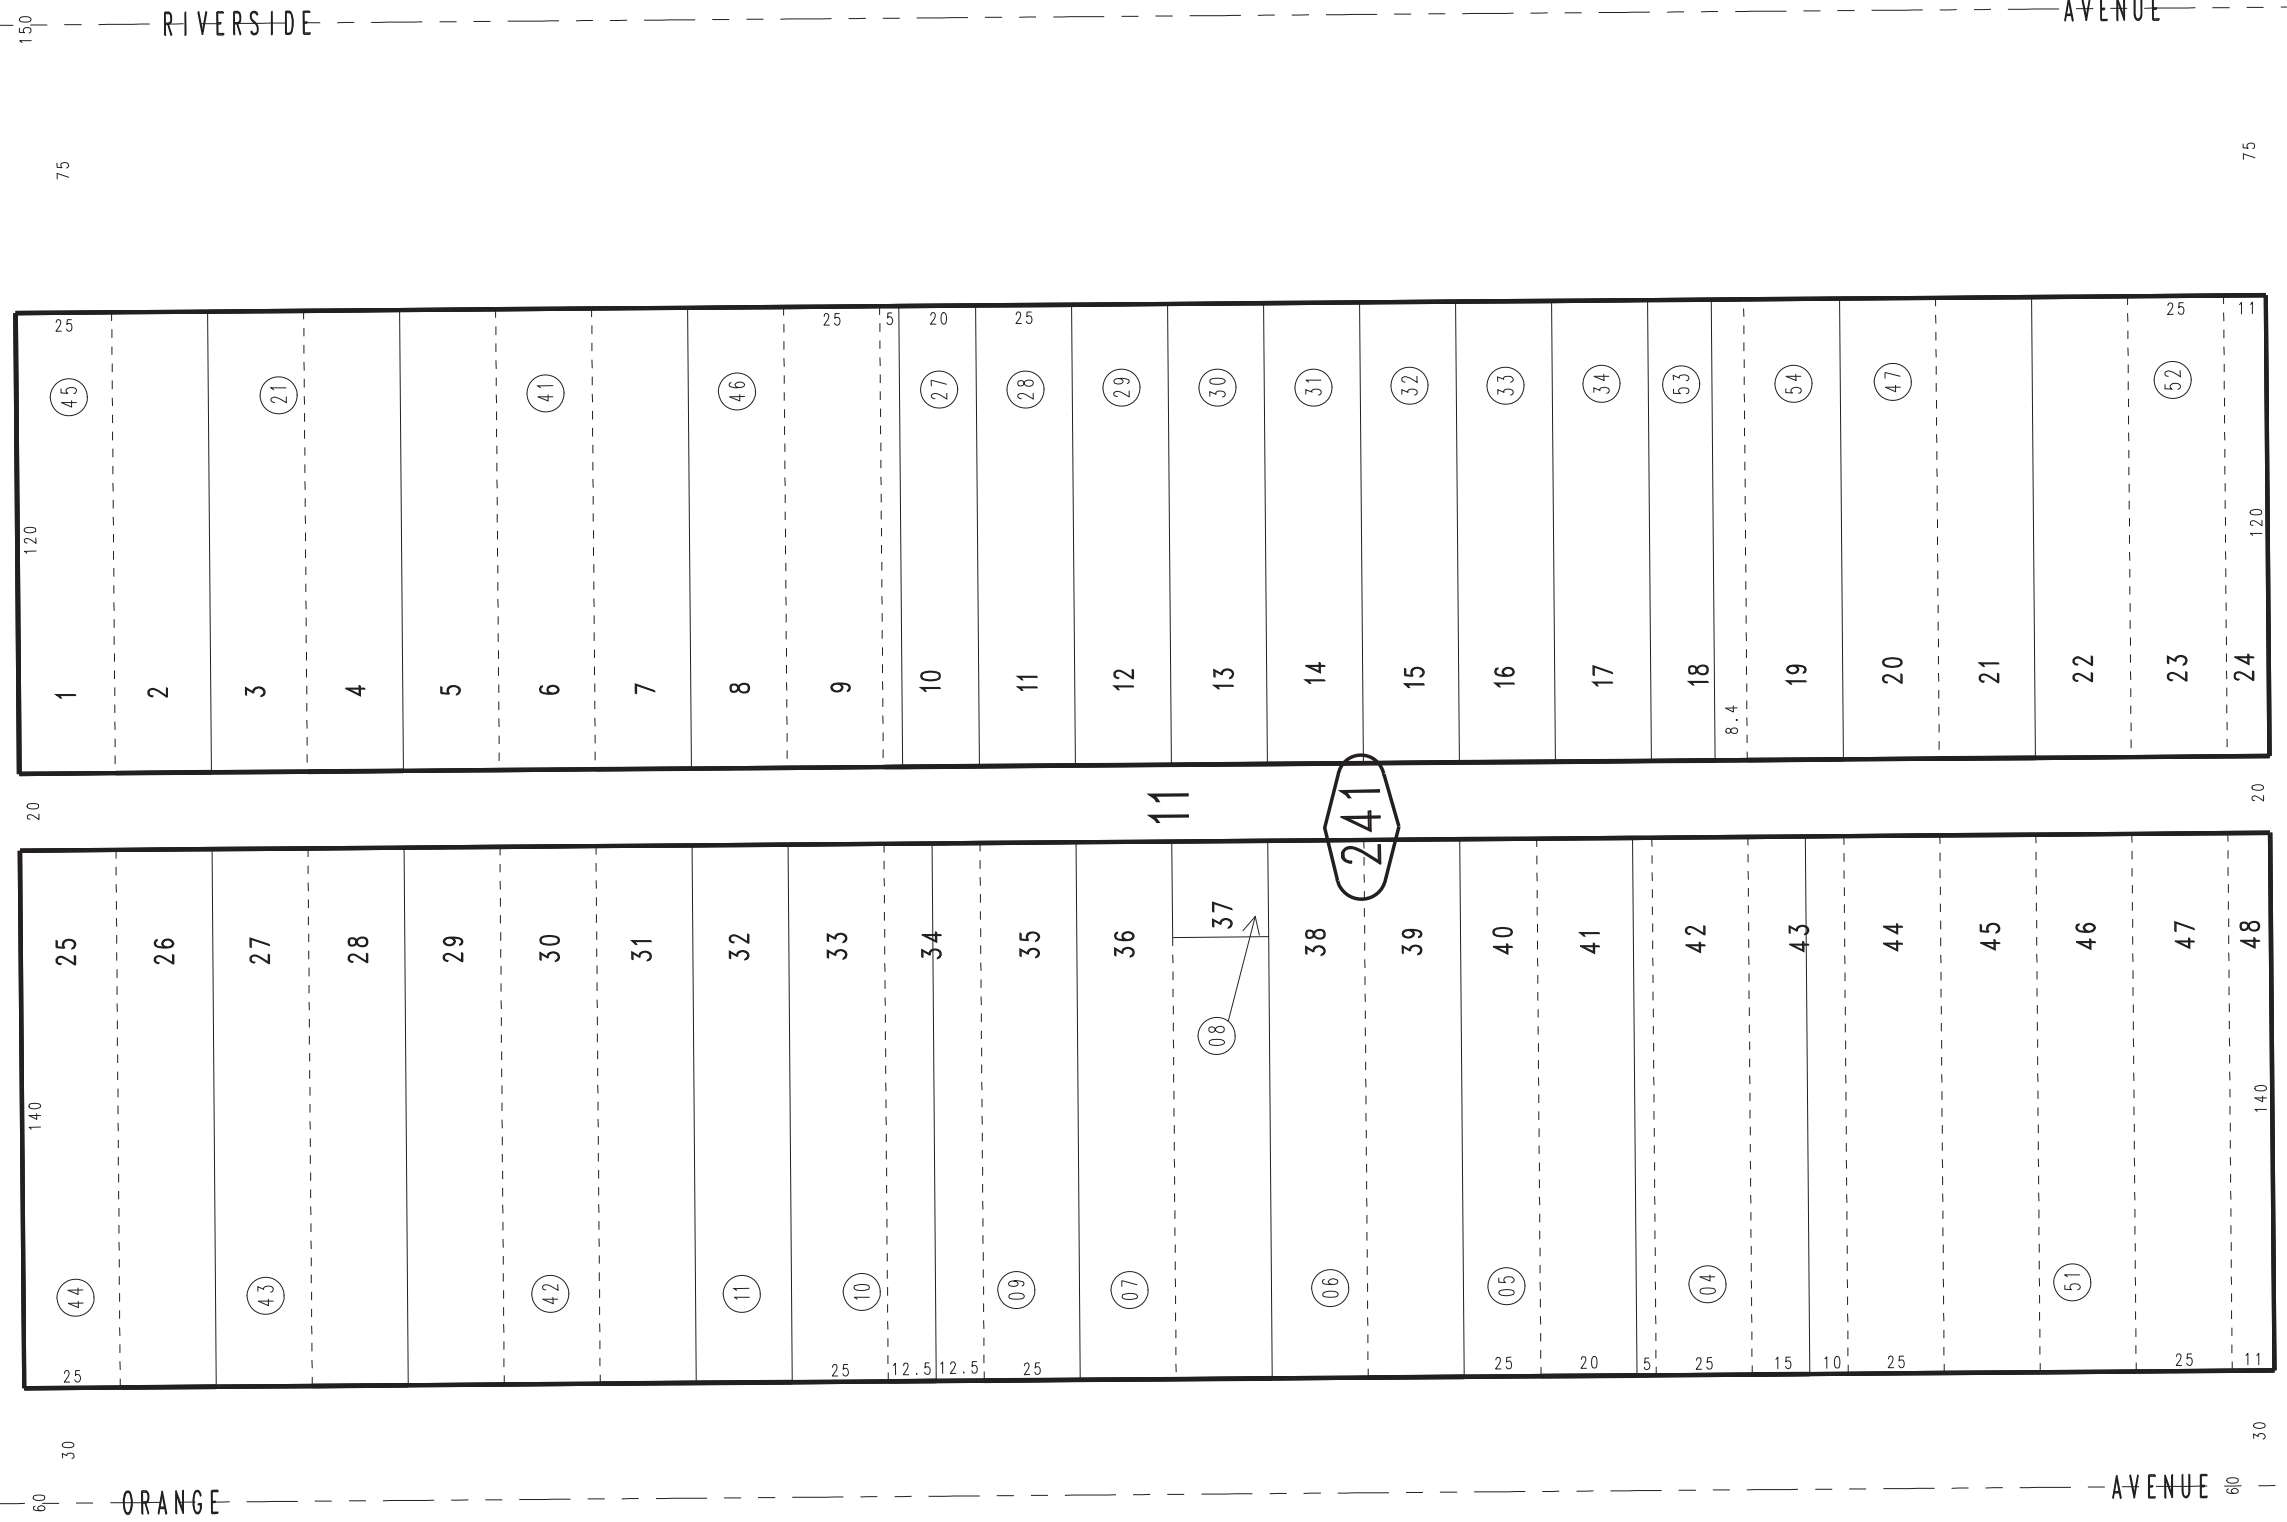 RIVERSIDE AVENUE
150
75 75
25 25 5 20 25 25 11
45 21 41 46 27 28 29 30 31 32 33 34 53 54 47 52
120 120
1 2 3 4 5 6 7 8 9 10 11 12 13 14 15 16 17 18 19 20 21 22 23 24
8.4
20 11 241 20
25 26 27 28 29 30 31 32 33 34 35 36 37 38 39 40 41 42 43 44 45 46 47 48
08
140 140
44 43 42 11 10 09 07 06 05 04 51
25 25 12.5 12.5 25 25 20 5 25 15 10 25 25 11
30 30
60 ORANGE AVENUE 60